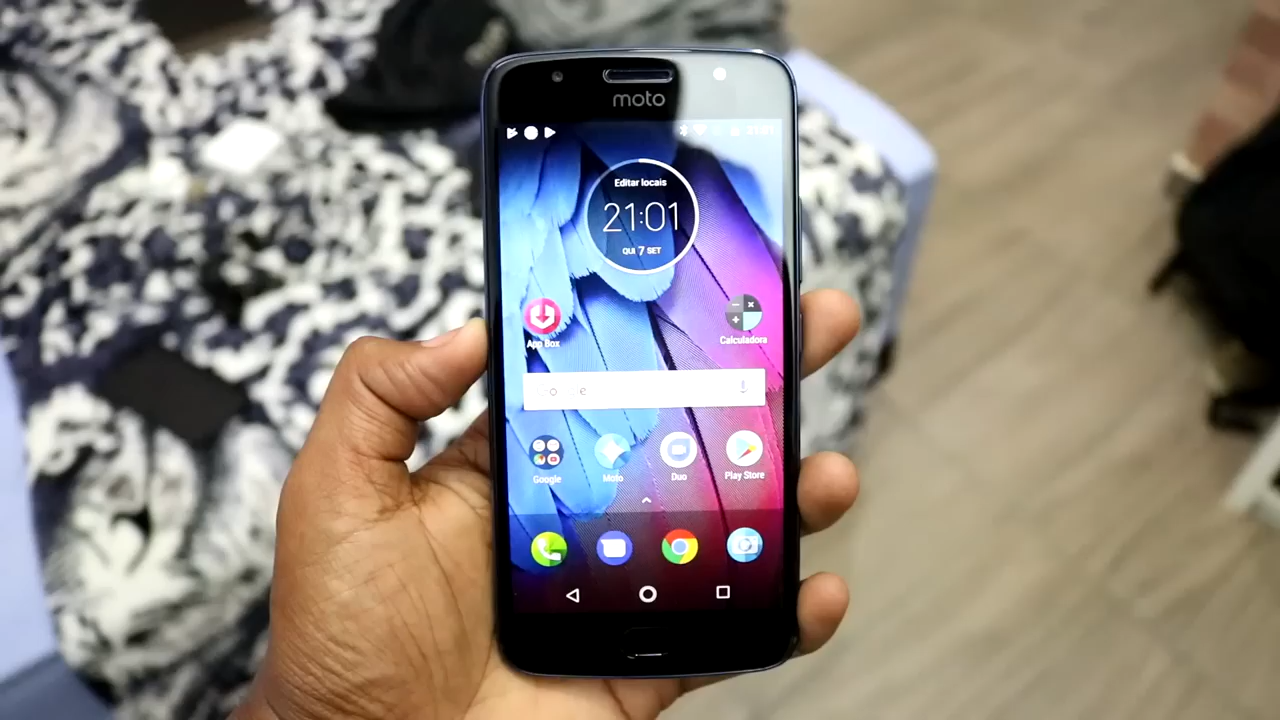 moto
Editar locais
21:01
QUI 7 SET
App Box
Calculadora
Google
Moto
Duo
Play Store